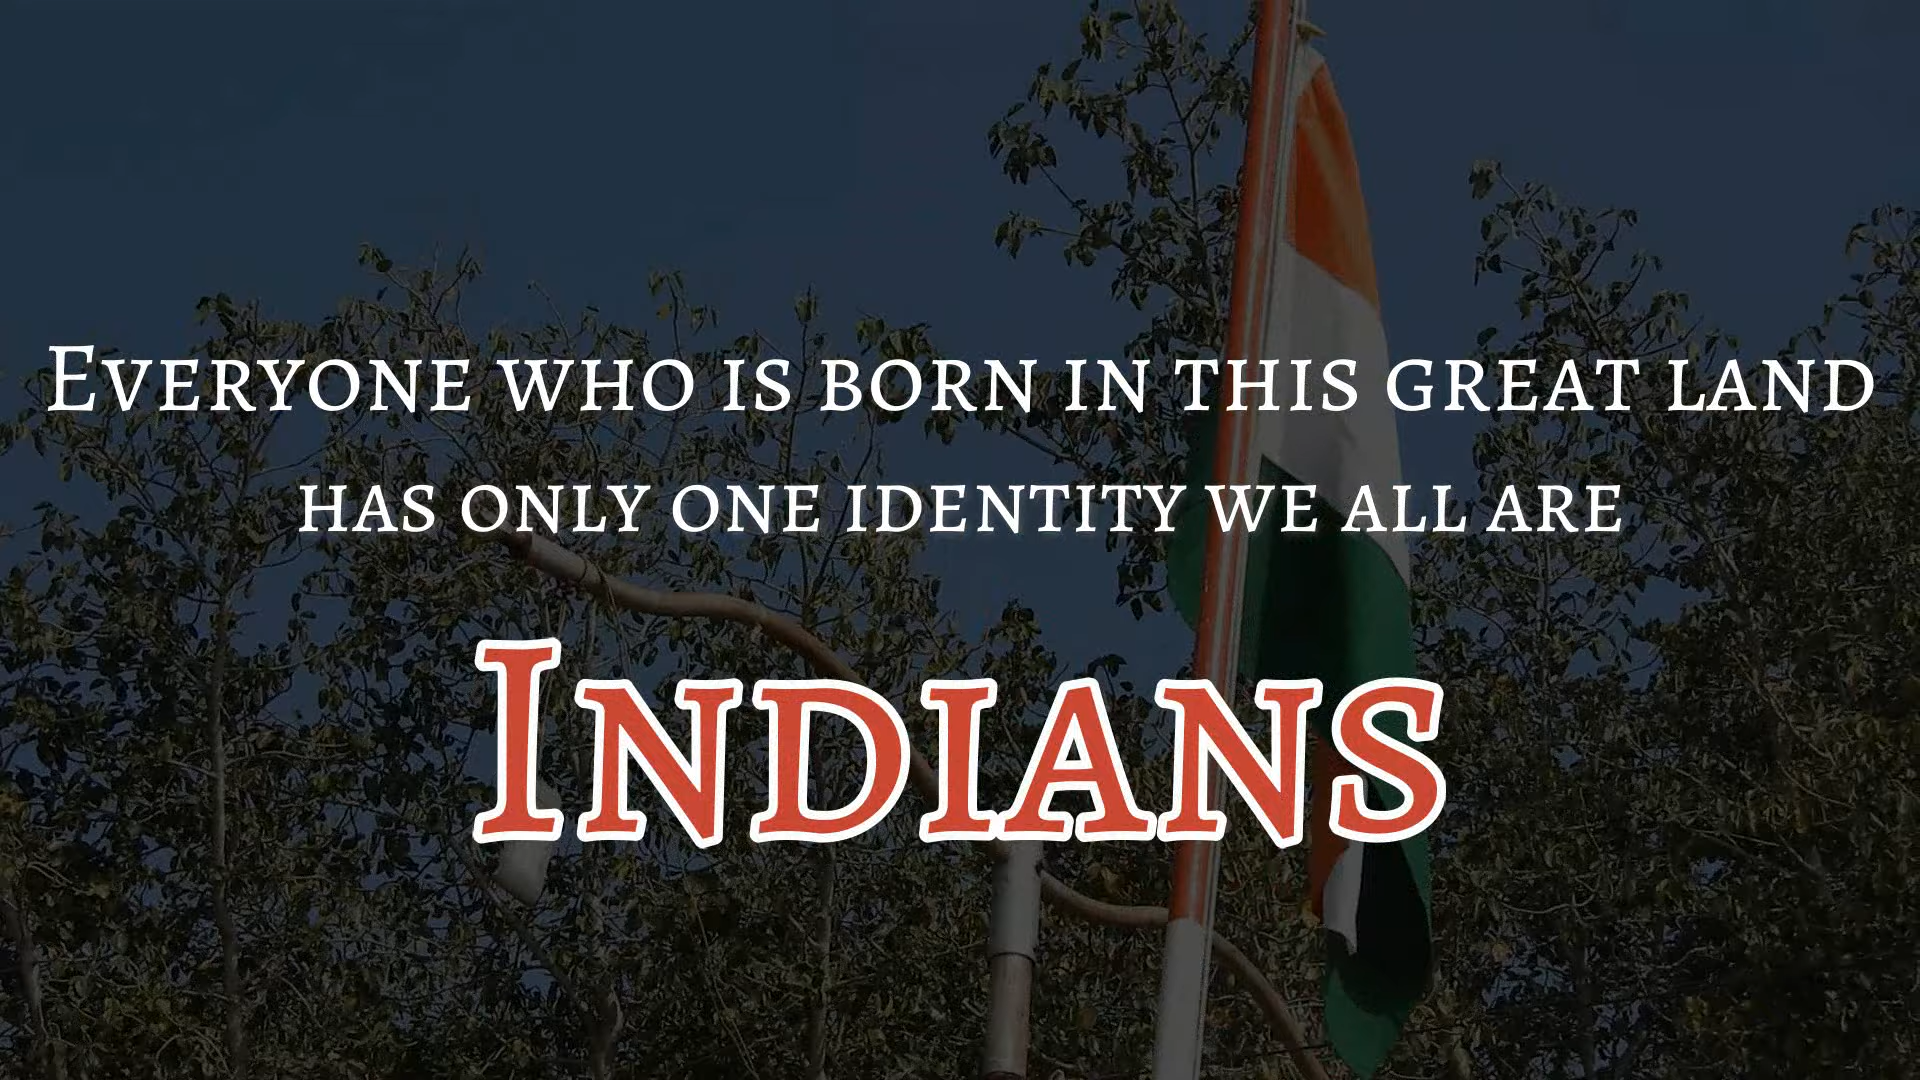 Everyone who is born in this great land
has only one identity we all are
Indians